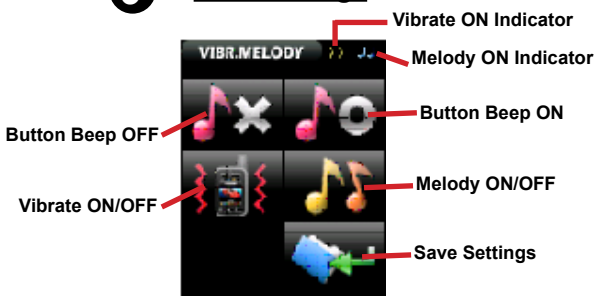 Vibrate ON Indicator
VIBR.MELODY
Melody ON Indicator
Button Beep OFF
Button Beep ON
Vibrate ON/OFF
Melody ON/OFF
Save Settings